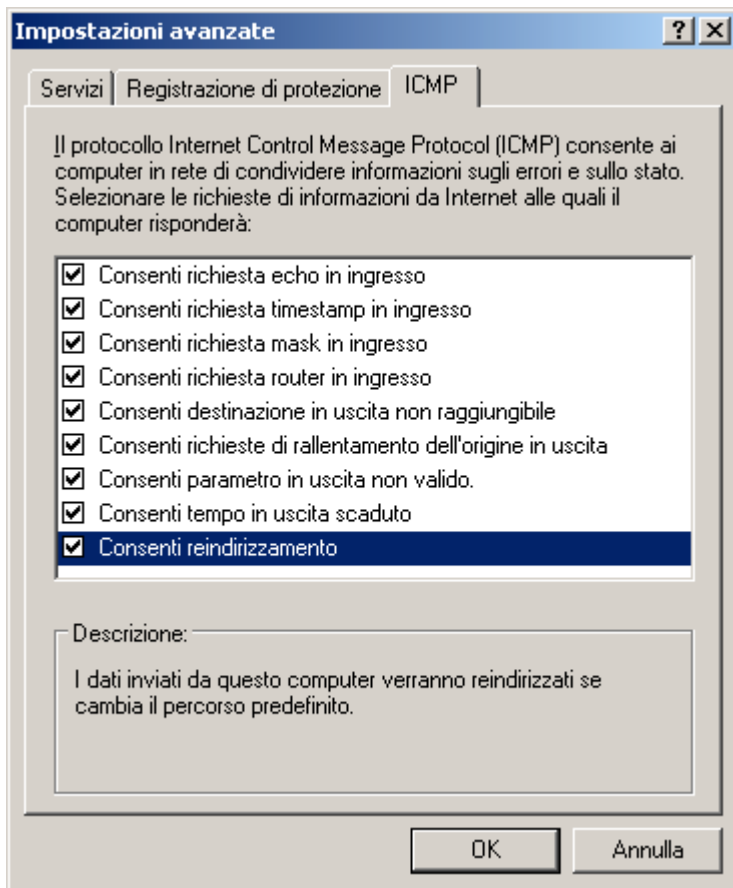 Impostazioni avanzate
Servizi
Registrazione di protezione
ICMP
Il protocollo Internet Control Message Protocol (ICMP) consente ai
computer in rete di condividere informazioni sugli errori e sullo stato.
Selezionare le richieste di informazioni da Internet alle quali il
computer risponderà:
Consenti richiesta echo in ingresso
Consenti richiesta timestamp in ingresso
Consenti richiesta mask in ingresso
Consenti richiesta router in ingresso
Consenti destinazione in uscita non raggiungibile
Consenti richieste di rallentamento dell'origine in uscita
Consenti parametro in uscita non valido.
Consenti tempo in uscita scaduto
Consenti reindirizzamento
Descrizione:
I dati inviati da questo computer verranno reindirizzati se
cambia il percorso predefinito.
OK
Annulla